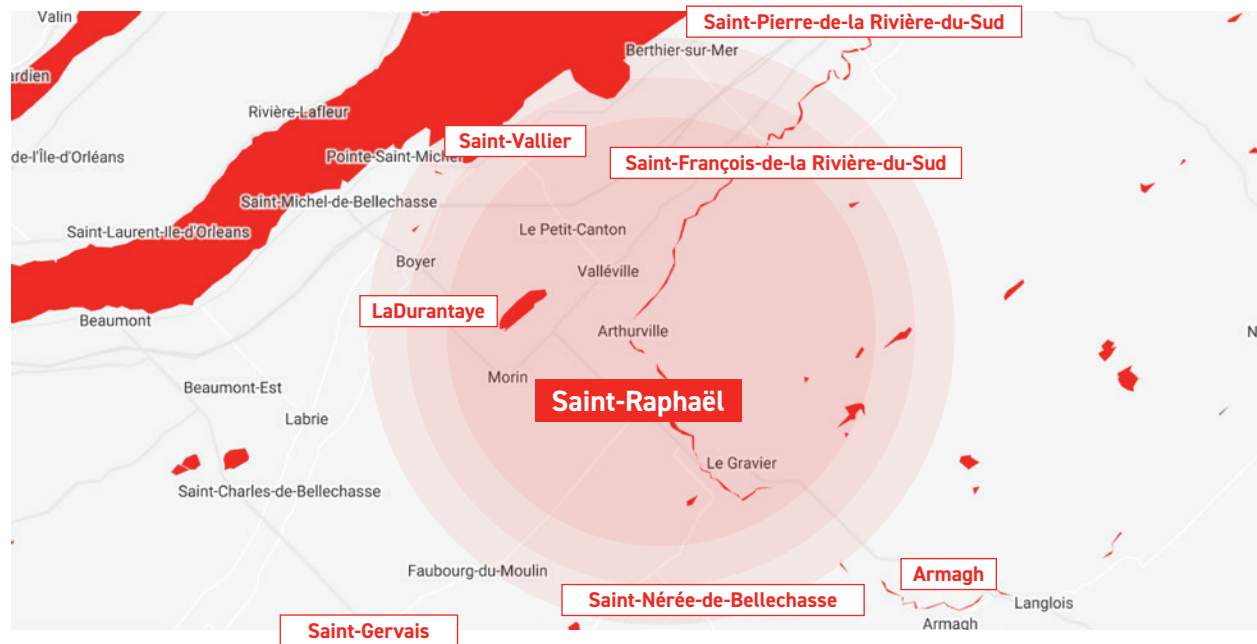 Valin
Saint-Pierre-de-la Rivière-du-Sud
Berthier-sur-Mer
ardien
Rivière-Lafleur
Saint-Vallier
de-l'Île-d'Orléans
Pointe-Saint-Michel
Saint-François-de-la Rivière-du-Sud
Saint-Michel-de-Bellechasse
Saint-Laurent-Ile-d'Orleans
Le Petit-Canton
Boyer
Valléville
LaDurantaye
Beaumont
Arthurville
N
Morin
Beaumont-Est
Saint-Raphaël
Labrie
Le Gravier
Saint-Charles-de-Bellechasse
Faubourg-du-Moulin
Armagh
Saint-Nérée-de-Bellechasse
Langlois
Armagh
Saint-Gervais